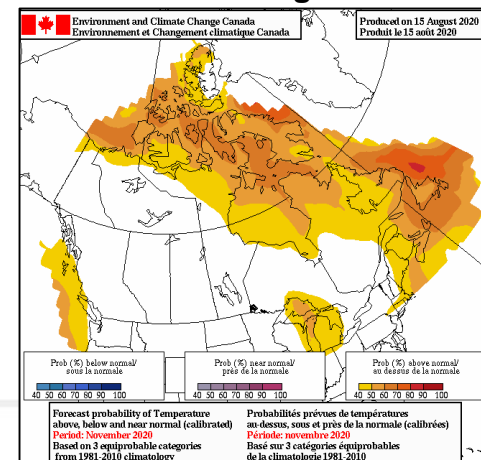 Environment and Climate Change Canada
Environnement et Changement climatique Canada
Produced on 15 August 2020
Produit le 15 août 2020
Prob (%) below normal/
sous la normale
40 50 60 70 80 90 100
Prob (%) near normal/
près de la normale
40 50 60 70 80 90 100
Prob (%) above normal/
au dessus de la normale
40 50 60 70 80 90 100
Forecast probability of Temperature
above, below and near normal (calibrated)
Period: November 2020
Based on 3 equiprobable categories
from 1981-2010 climatology
Probabilités prévues de températures
au-dessus, sous et près de la normale (calibrées)
Période: novembre 2020
Basé sur 3 catégories équiprobables
de la climatologie 1981-2010